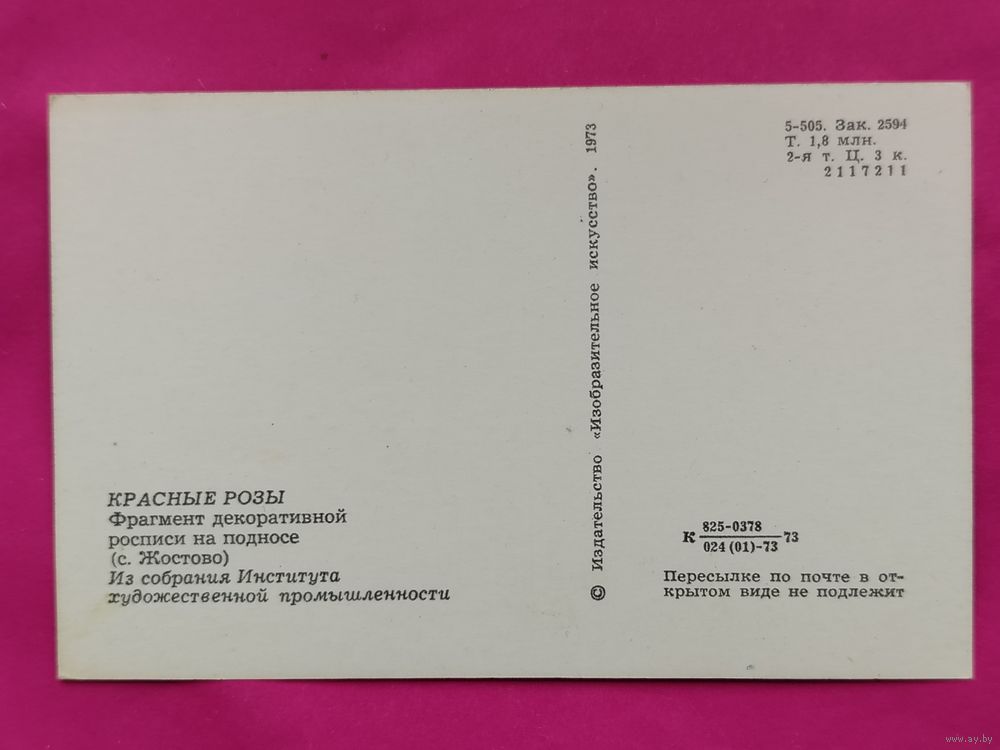 КРАСНЫЕ РОЗЫ
Фрагмент декоративной
росписи на подносе
(с. Жостово)
Из собрания Института
художественной промышленности
© Издательство «Изобразительное искусство». 1973
5-505. Зак. 2594
Т. 1,8 млн.
2-я т. Ц. 3 к.
2117211
825-0378
К 73
024 (01)-73
Пересылке по почте в от-
крытом виде не подлежит
www.ay.by